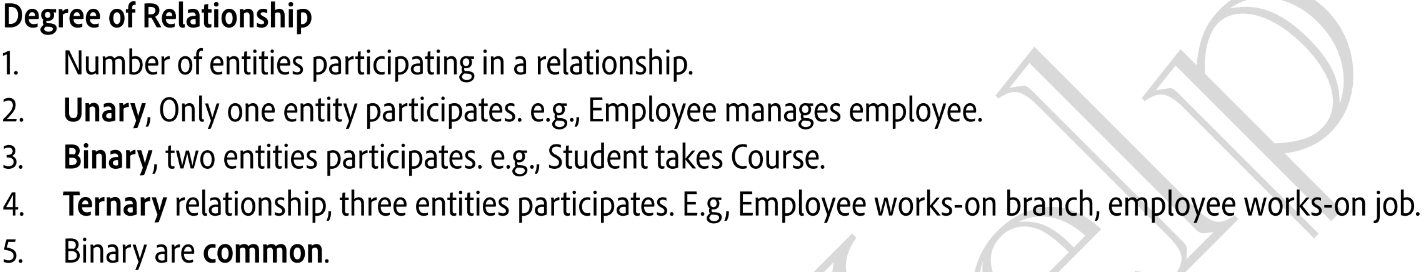 Degree of Relationship
1. Number of entities participating in a relationship.
2. Unary, Only one entity participates. e.g., Employee manages employee.
3. Binary, two entities participates. e.g., Student takes Course.
4. Ternary relationship, three entities participates. E.g, Employee works-on branch, employee works-on job.
5. Binary are common.